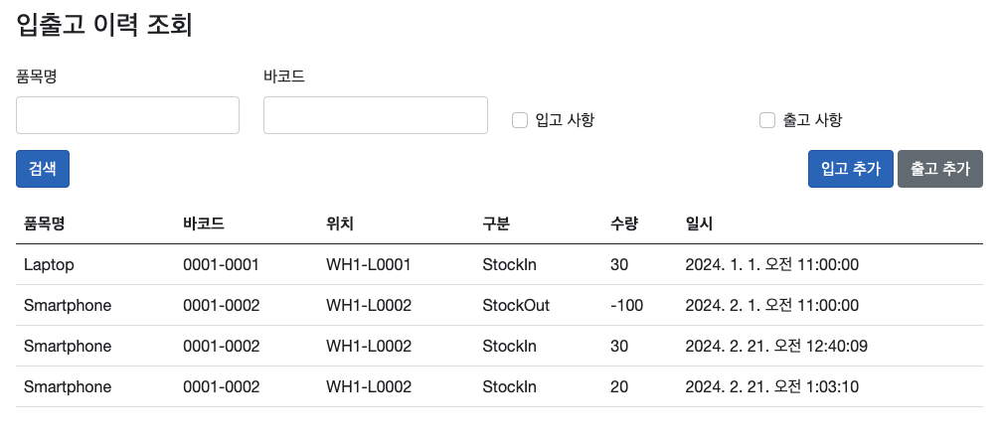 입출고 이력 조회
품목명 바코드
입고 사항 출고 사항
검색 입고 추가 출고 추가
품목명 바코드 위치 구분 수량 일시
Laptop 0001-0001 WH1-L0001 StockIn 30 2024. 1. 1. 오전 11:00:00
Smartphone 0001-0002 WH1-L0002 StockOut -100 2024. 2. 1. 오전 11:00:00
Smartphone 0001-0002 WH1-L0002 StockIn 30 2024. 2. 21. 오전 12:40:09
Smartphone 0001-0002 WH1-L0002 StockIn 20 2024. 2. 21. 오전 1:03:10